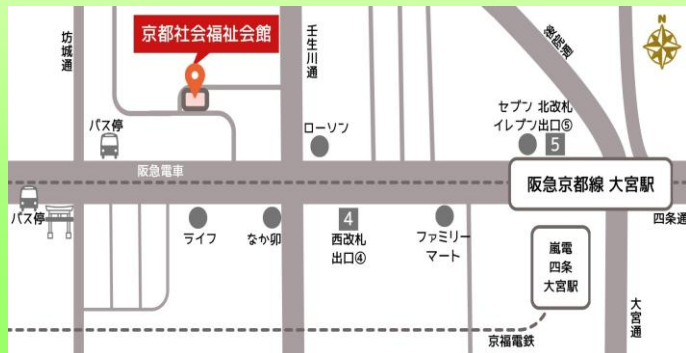 N
京都社会福祉会館
坊城通
壬生川通
後院通
バス停
ローソン
セブン 北改札
イレブン出口⑤
5
阪急電車
阪急京都線 大宮駅
バス停
四条通
ライフ
なか卯
4
西改札
出口④
ファミリー
マート
嵐電
四条
大宮駅
大宮通
京福電鉄